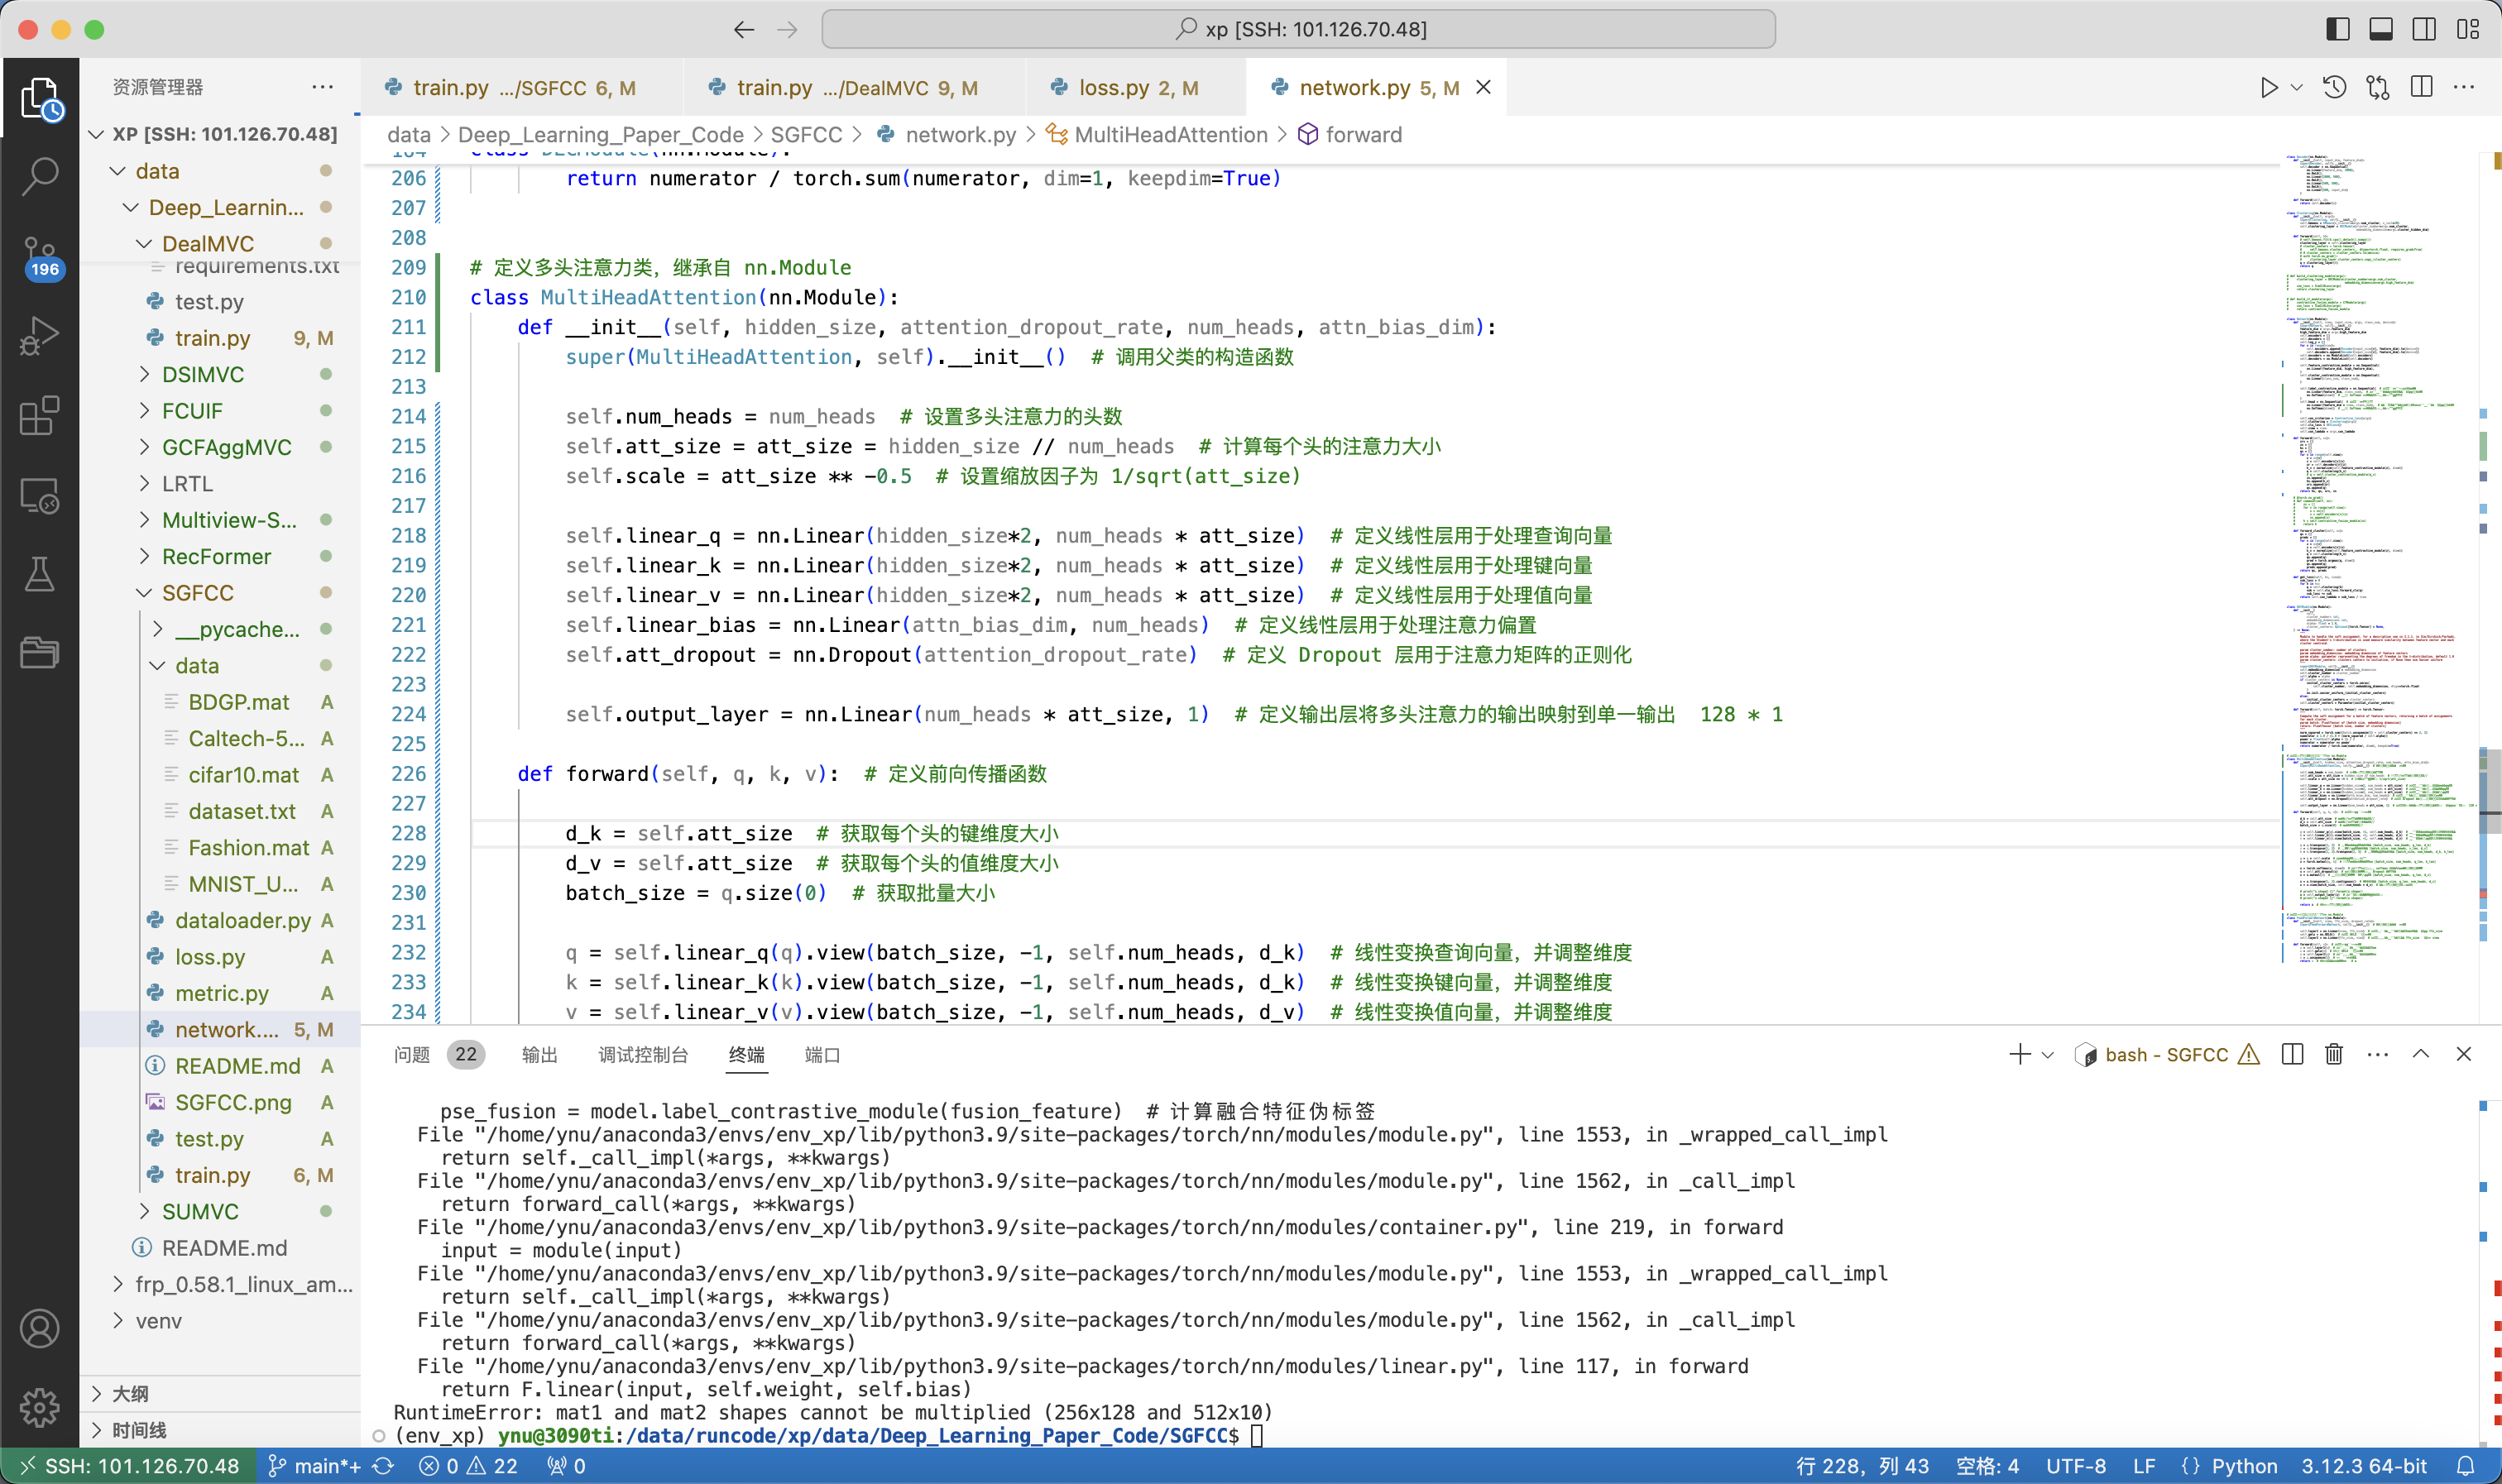 xp [SSH: 101.126.70.48]
资源管理器
train.py .../SGFCC 6, M
train.py .../DealMVC 9, M
loss.py 2, M
network.py 5, M
data > Deep_Learning_Paper_Code > SGFCC > network.py > MultiHeadAttention > forward
XP [SSH: 101.126.70.48]
data
Deep_Learnin...
DealMVC
requirements.txt
test.py
train.py 9, M
DSIMVC
FCUIF
GCFAggMVC
LRTL
Multiview-S...
RecFormer
SGFCC
__pycache...
data
BDGP.mat A
Caltech-5... A
cifar10.mat A
dataset.txt A
Fashion.mat A
MNIST_U... A
dataloader.py A
loss.py A
metric.py A
network.... 5, M
README.md A
SGFCC.png A
test.py A
train.py 6, M
SUMVC
README.md
frp_0.58.1_linux_am...
venv
大纲
时间线
196
206 return numerator / torch.sum(numerator, dim=1, keepdim=True)
207
208
209 # 定义多头注意力类，继承自 nn.Module
210 class MultiHeadAttention(nn.Module):
211 def __init__(self, hidden_size, attention_dropout_rate, num_heads, attn_bias_dim):
212 super(MultiHeadAttention, self).__init__()  # 调用父类的构造函数
213
214 self.num_heads = num_heads  # 设置多头注意力的头数
215 self.att_size = att_size = hidden_size // num_heads  # 计算每个头的注意力大小
216 self.scale = att_size ** -0.5  # 设置缩放因子为 1/sqrt(att_size)
217
218 self.linear_q = nn.Linear(hidden_size*2, num_heads * att_size)  # 定义线性层用于处理查询向量
219 self.linear_k = nn.Linear(hidden_size*2, num_heads * att_size)  # 定义线性层用于处理键向量
220 self.linear_v = nn.Linear(hidden_size*2, num_heads * att_size)  # 定义线性层用于处理值向量
221 self.linear_bias = nn.Linear(attn_bias_dim, num_heads)  # 定义线性层用于处理注意力偏置
222 self.att_dropout = nn.Dropout(attention_dropout_rate)  # 定义 Dropout 层用于注意力矩阵的正则化
223
224 self.output_layer = nn.Linear(num_heads * att_size, 1)  # 定义输出层将多头注意力的输出映射到单一输出  128 * 1
225
226 def forward(self, q, k, v):  # 定义前向传播函数
227
228 d_k = self.att_size  # 获取每个头的键维度大小
229 d_v = self.att_size  # 获取每个头的值维度大小
230 batch_size = q.size(0)  # 获取批量大小
231
232 q = self.linear_q(q).view(batch_size, -1, self.num_heads, d_k)  # 线性变换查询向量，并调整维度
233 k = self.linear_k(k).view(batch_size, -1, self.num_heads, d_k)  # 线性变换键向量，并调整维度
234 v = self.linear_v(v).view(batch_size, -1, self.num_heads, d_v)  # 线性变换值向量，并调整维度
问题 22 输出 调试控制台 终端 端口
bash - SGFCC
pse_fusion = model.label_contrastive_module(fusion_feature)  # 计算融合特征伪标签
File "/home/ynu/anaconda3/envs/env_xp/lib/python3.9/site-packages/torch/nn/modules/module.py", line 1553, in _wrapped_call_impl
return self._call_impl(*args, **kwargs)
File "/home/ynu/anaconda3/envs/env_xp/lib/python3.9/site-packages/torch/nn/modules/module.py", line 1562, in _call_impl
return forward_call(*args, **kwargs)
File "/home/ynu/anaconda3/envs/env_xp/lib/python3.9/site-packages/torch/nn/modules/container.py", line 219, in forward
input = module(input)
File "/home/ynu/anaconda3/envs/env_xp/lib/python3.9/site-packages/torch/nn/modules/module.py", line 1553, in _wrapped_call_impl
return self._call_impl(*args, **kwargs)
File "/home/ynu/anaconda3/envs/env_xp/lib/python3.9/site-packages/torch/nn/modules/module.py", line 1562, in _call_impl
return forward_call(*args, **kwargs)
File "/home/ynu/anaconda3/envs/env_xp/lib/python3.9/site-packages/torch/nn/modules/linear.py", line 117, in forward
return F.linear(input, self.weight, self.bias)
RuntimeError: mat1 and mat2 shapes cannot be multiplied (256x128 and 512x10)
(env_xp) ynu@3090ti:/data/runcode/xp/data/Deep_Learning_Paper_Code/SGFCC$
SSH: 101.126.70.48 main*+ 0 22 0 行 228，列 43 空格: 4 UTF-8 LF {} Python 3.12.3 64-bit